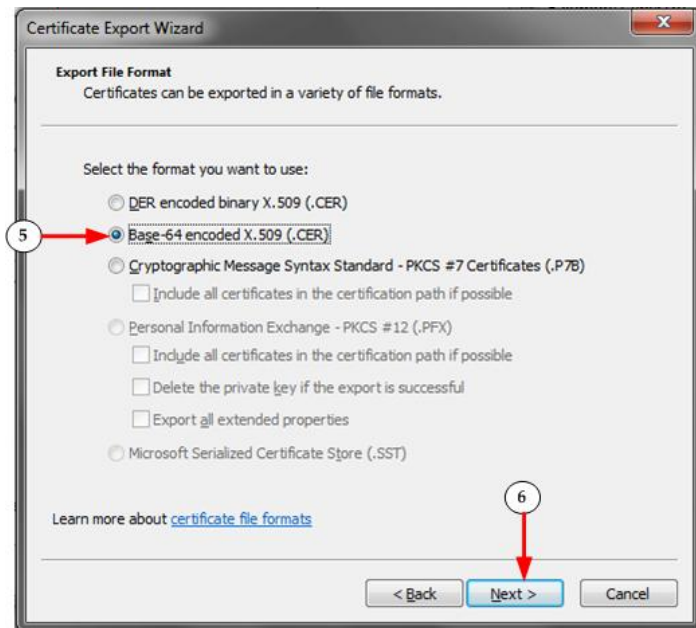 Certificate Export Wizard
Export File Format
Certificates can be exported in a variety of file formats.
Select the format you want to use:
DER encoded binary X.509 (.CER)
5
Base-64 encoded X.509 (.CER)
Cryptographic Message Syntax Standard - PKCS #7 Certificates (.P7B)
Include all certificates in the certification path if possible
Personal Information Exchange - PKCS #12 (.PFX)
Include all certificates in the certification path if possible
Delete the private key if the export is successful
Export all extended properties
Microsoft Serialized Certificate Store (.SST)
6
Learn more about certificate file formats
< Back Next > Cancel